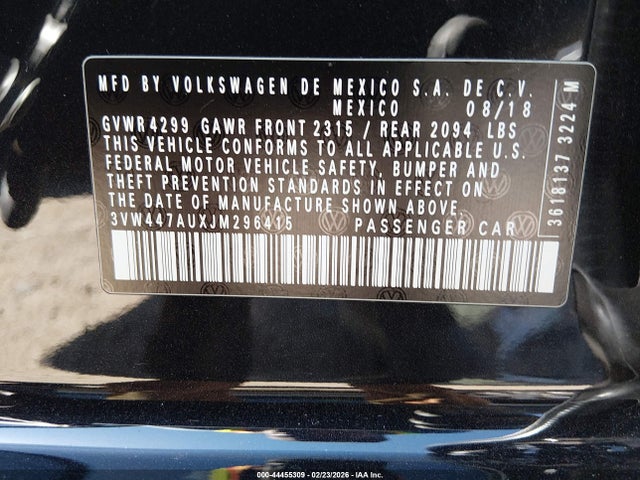 MFD BY VOLKSWAGEN DE MEXICO S.A. DE C.V.
MEXICO 08/18
GVWR 4299 GAWR FRONT 2315 / REAR 2094 LBS
THIS VEHICLE CONFORMS TO ALL APPLICABLE U.S.
FEDERAL MOTOR VEHICLE SAFETY, BUMPER AND
THEFT PREVENTION STANDARDS IN EFFECT ON
THE DATE OF MANUFACTURE SHOWN ABOVE.
3VW447AUXJM296415 PASSENGER CAR
3618137 3224 M
000-44455309 - 02/23/2026 - IAA Inc.